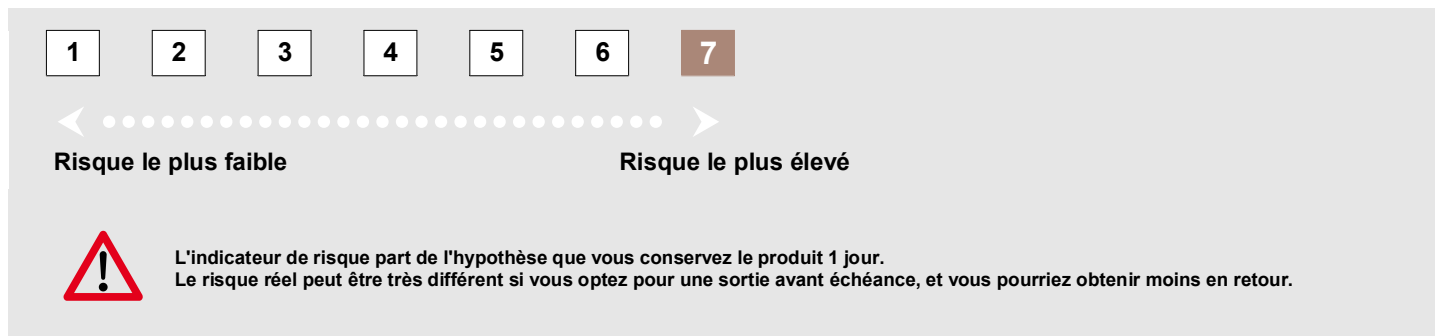 1 2 3 4 5 6 7
Risque le plus faible Risque le plus élevé
L'indicateur de risque part de l'hypothèse que vous conservez le produit 1 jour.
Le risque réel peut être très différent si vous optez pour une sortie avant échéance, et vous pourriez obtenir moins en retour.